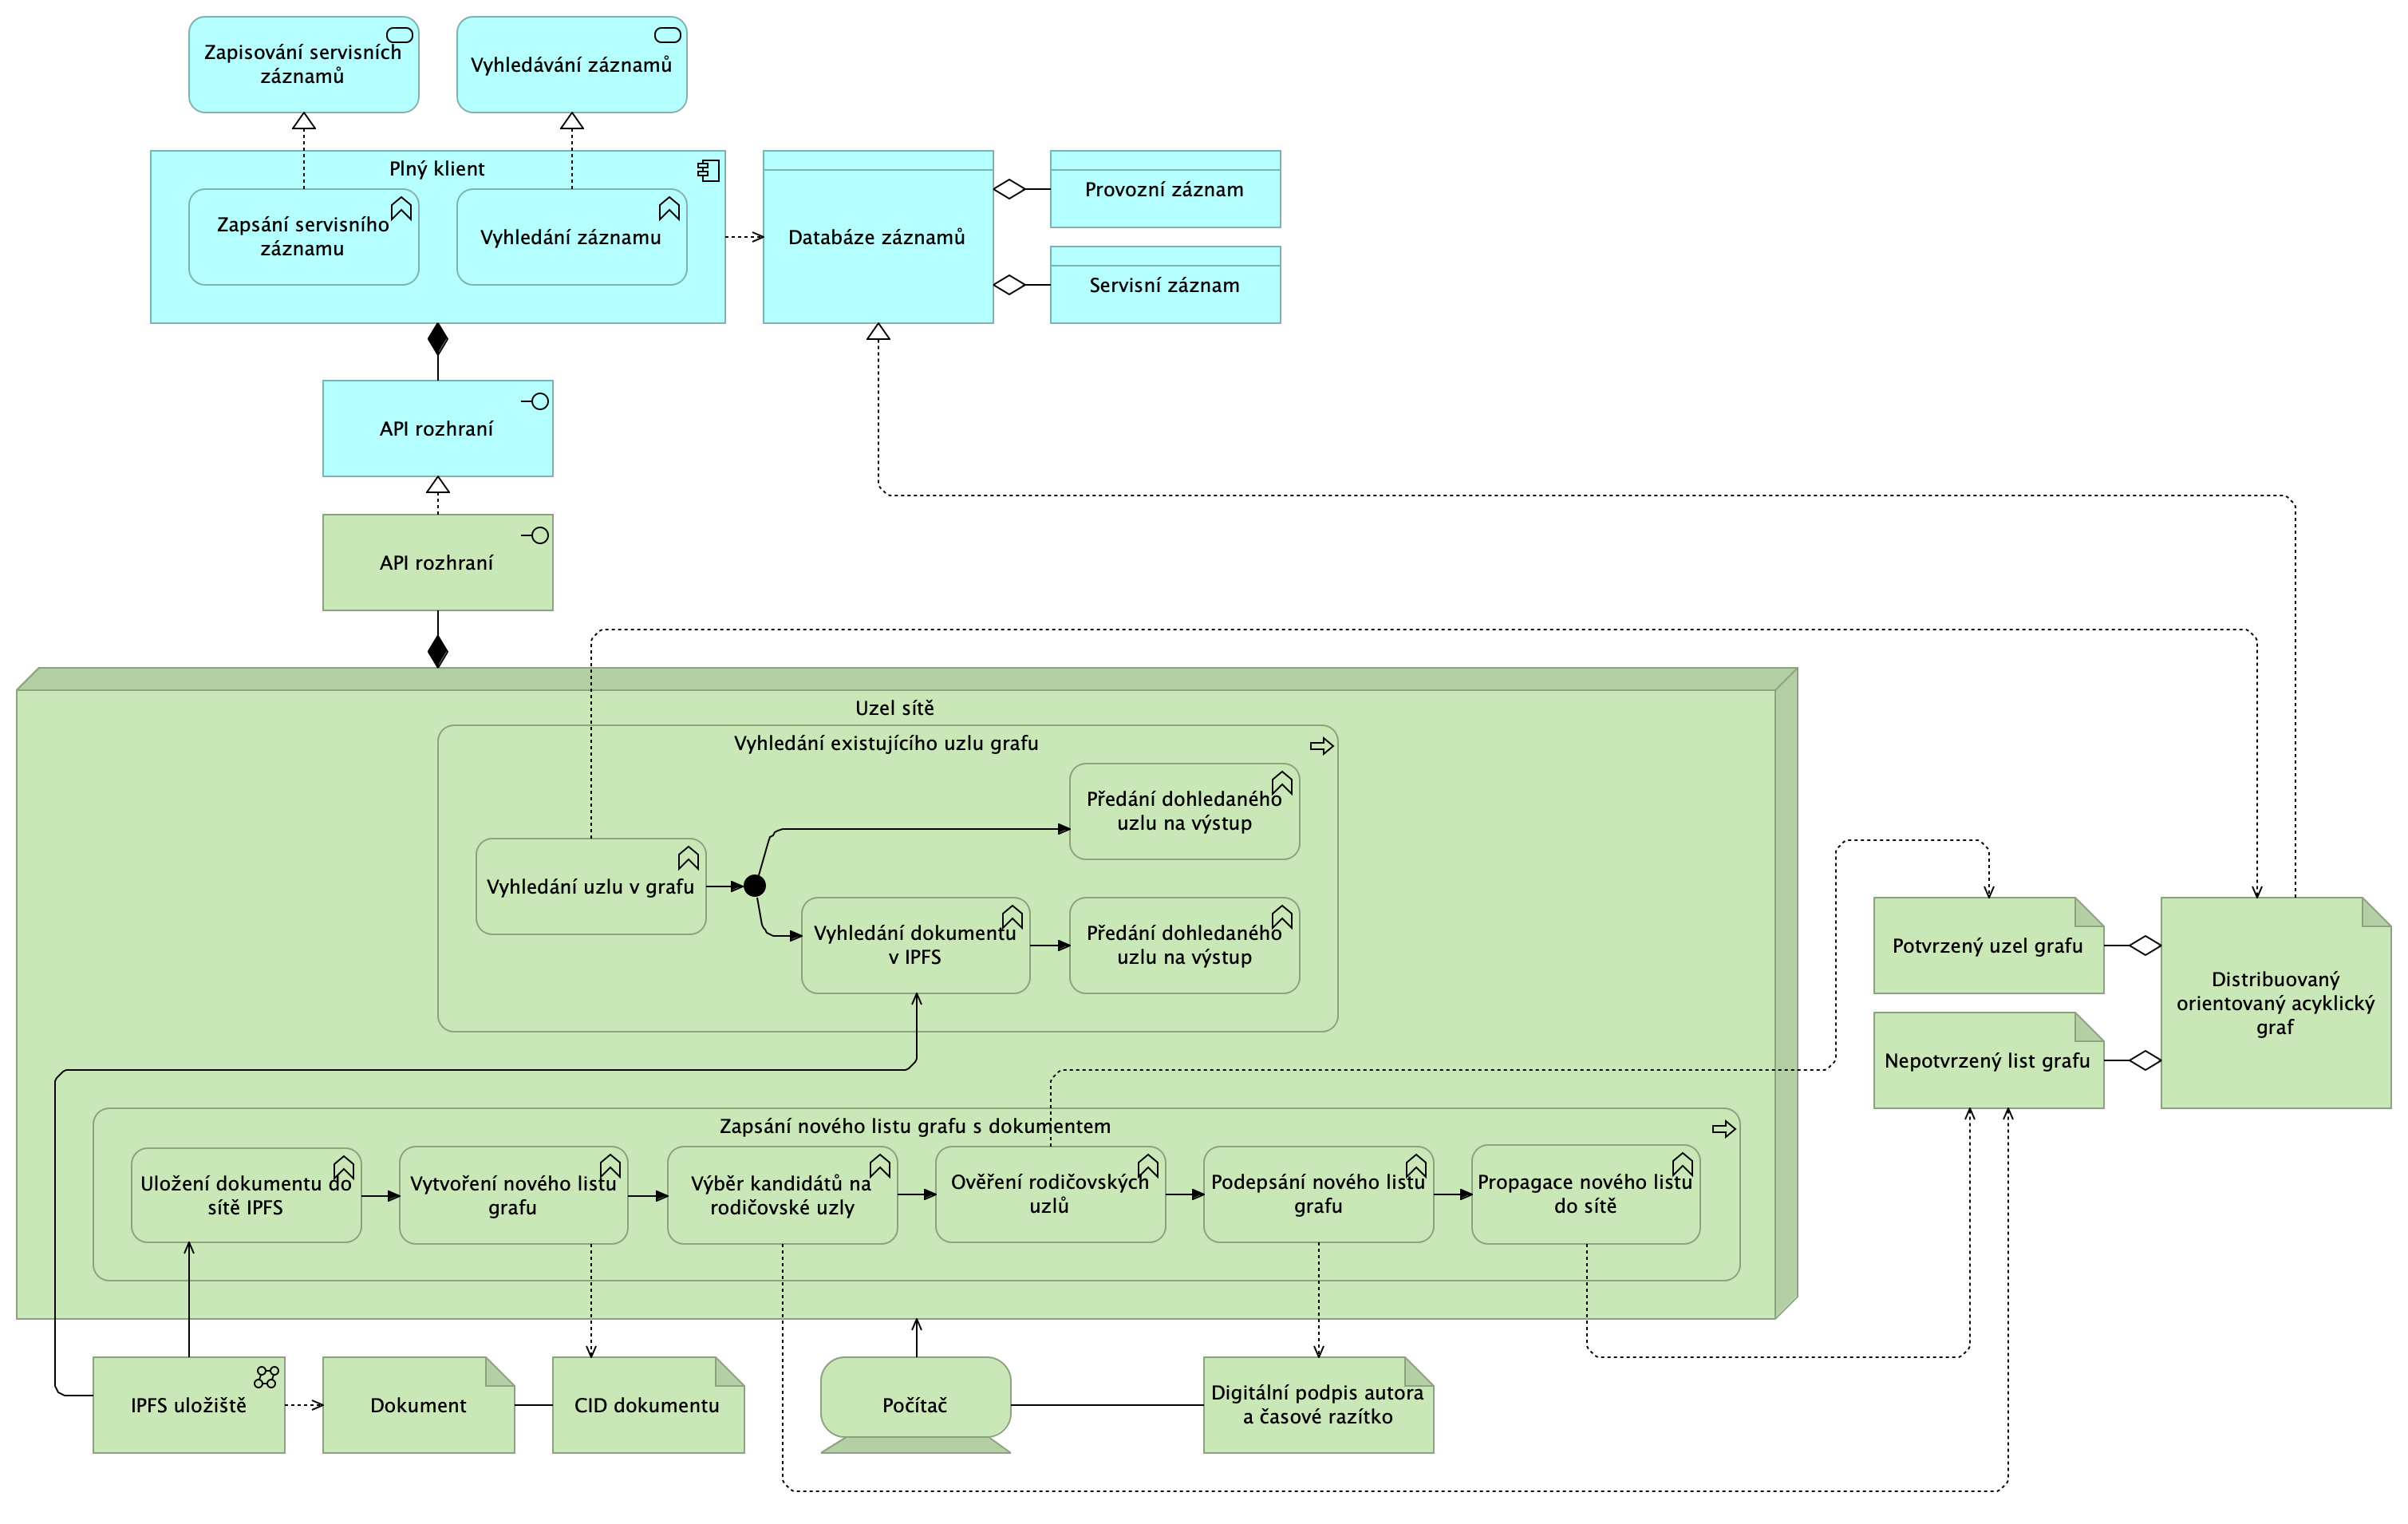 Zapisování servisních
záznamů
Vyhledávání záznamů
Plný klient
Zapsání servisního
záznamu
Vyhledání záznamu
Databáze záznamů
Provozní záznam
Servisní záznam
API rozhraní
API rozhraní
Uzel sítě
Vyhledání existujícího uzlu grafu
Předání dohledaného
uzlu na výstup
Vyhledání uzlu v grafu
Vyhledání dokumentu
v IPFS
Předání dohledaného
uzlu na výstup
Potvrzený uzel grafu
Distribuovaný
orientovaný acyklický
graf
Nepotvrzený list grafu
Zapsání nového listu grafu s dokumentem
Uložení dokumentu do
sítě IPFS
Vytvoření nového listu
grafu
Výběr kandidátů na
rodičovské uzly
Ověření rodičovských
uzlů
Podepsání nového listu
grafu
Propagace nového listu
do sítě
IPFS uložiště
Dokument
CID dokumentu
Počítač
Digitální podpis autora
a časové razítko